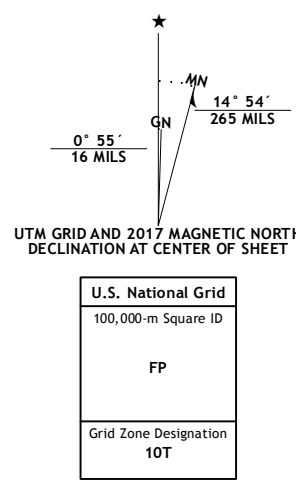 ★
MN
GN
14° 54´
265 MILS
0° 55´
16 MILS
UTM GRID AND 2017 MAGNETIC NORTH
DECLINATION AT CENTER OF SHEET
U.S. National Grid
100,000-m Square ID
FP
Grid Zone Designation
10T